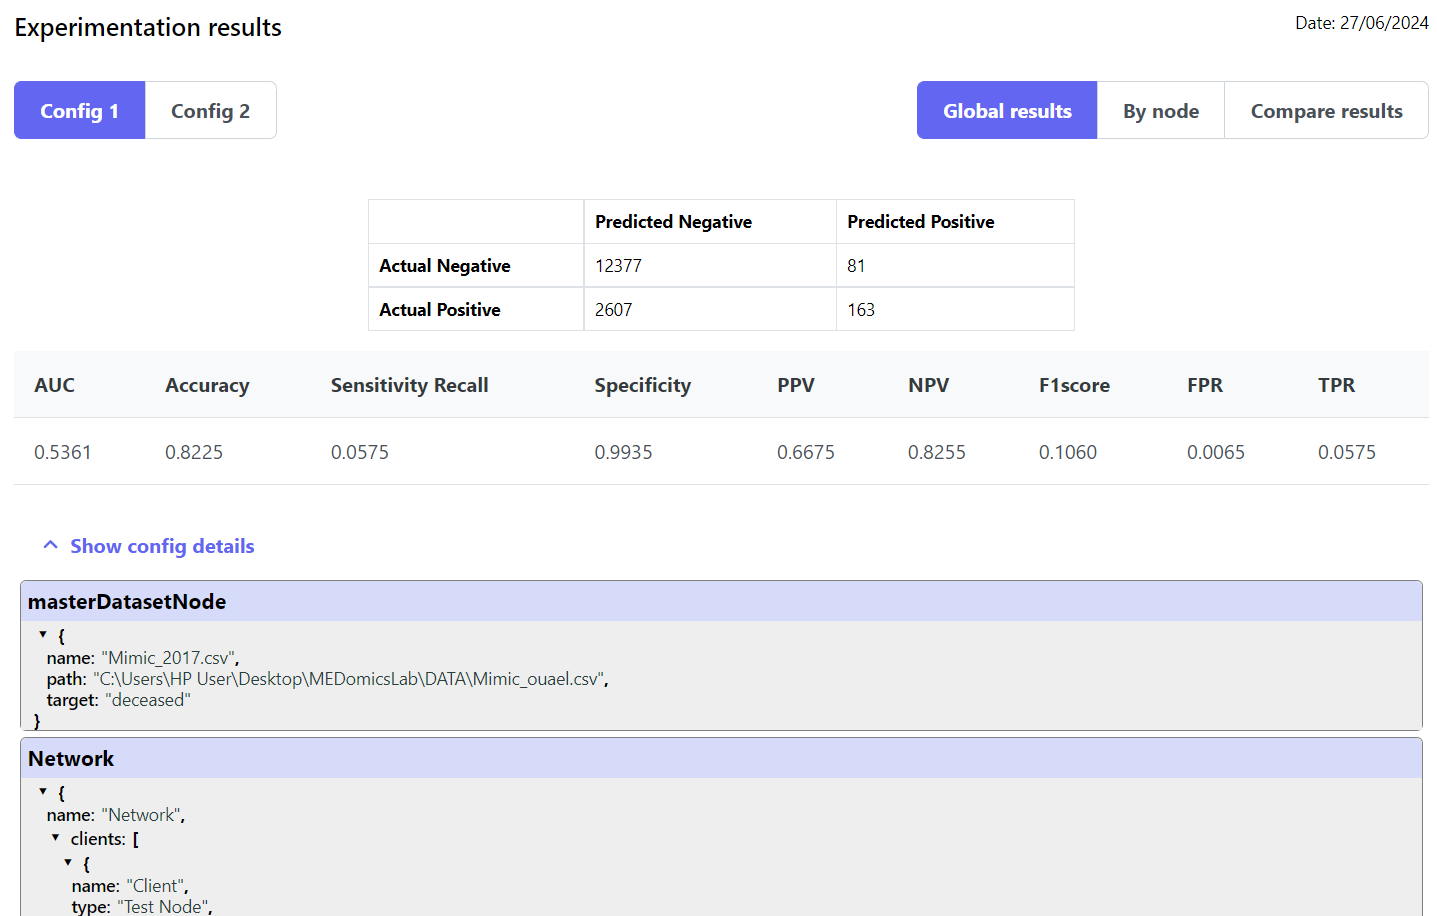 Experimentation results
Date: 27/06/2024
Config 1 Config 2
Global results By node Compare results
Predicted Negative Predicted Positive
Actual Negative 12377 81
Actual Positive 2607 163
AUC Accuracy Sensitivity Recall Specificity PPV NPV F1score FPR TPR
0.5361 0.8225 0.0575 0.9935 0.6675 0.8255 0.1060 0.0065 0.0575
Show config details
masterDatasetNode
{
name: "Mimic_2017.csv",
path: "C:\Users\HP User\Desktop\MEDomicsLab\DATA\Mimic_ouael.csv",
target: "deceased"
}
Network
{
name: "Network",
clients: [
{
name: "Client",
type: "Test Node",